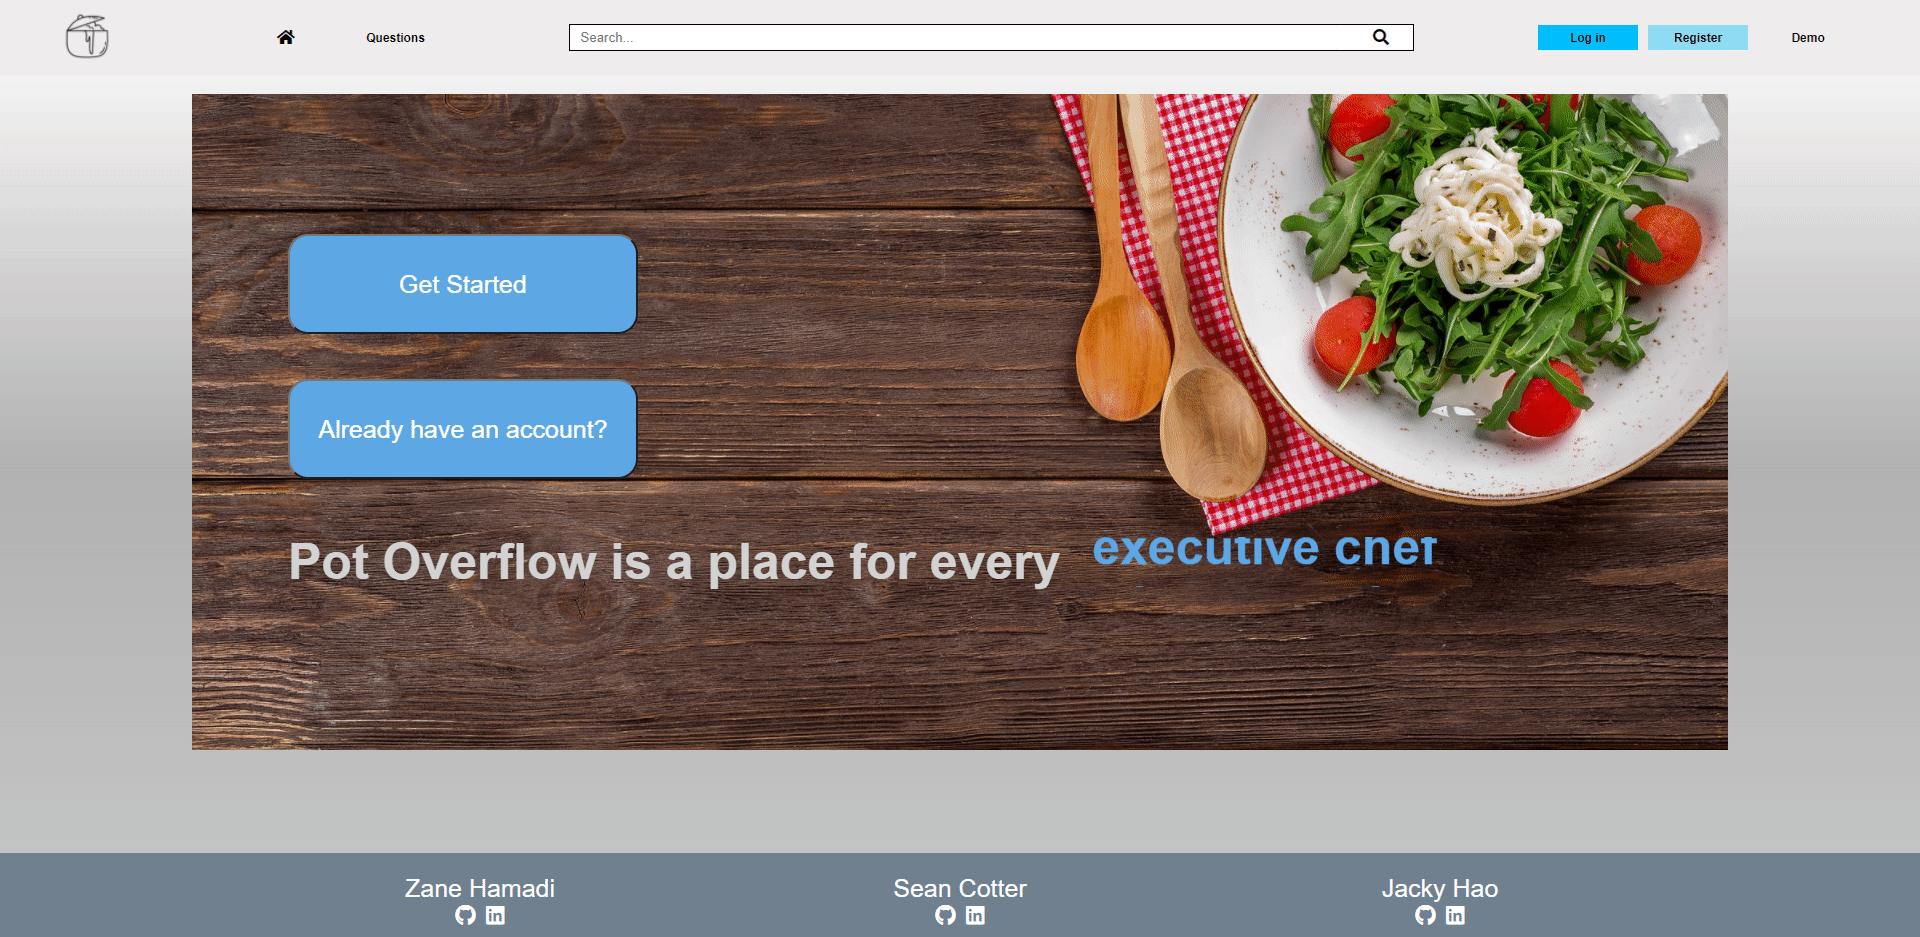 Questions
Search...
Log in
Register
Demo
Get Started
Already have an account?
Pot Overflow is a place for every executive chef
Zane Hamadi
Sean Cotter
Jacky Hao